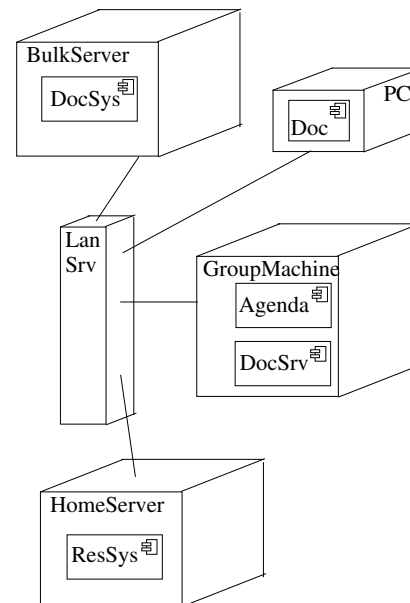 BulkServer
DocSys
PC
Doc
Lan
Srv
GroupMachine
Agenda
DocSrv
HomeServer
ResSys